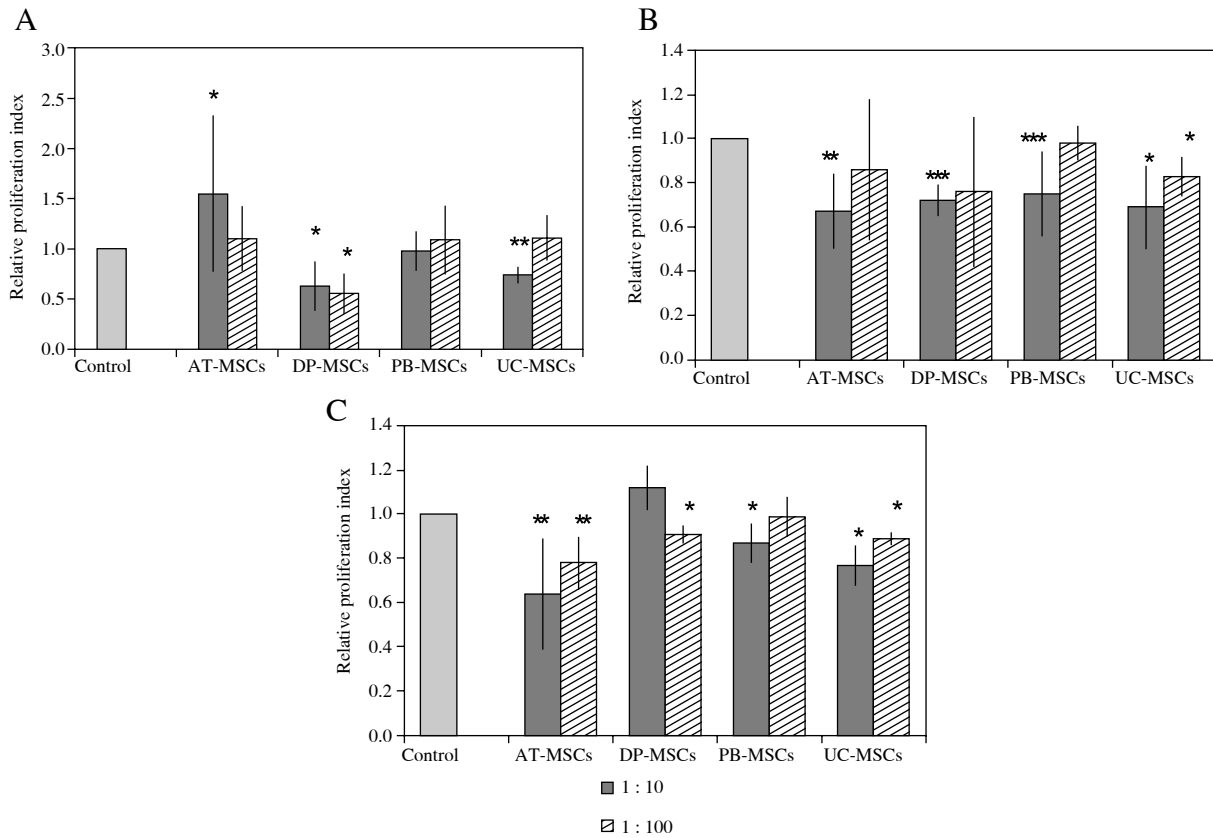 A
Relative proliferation index
3.0
2.5
2.0
1.5
1.0
0.5
0.0
*
*
*
**
Control
AT-MSCs
DP-MSCs
PB-MSCs
UC-MSCs
B
Relative proliferation index
1.4
1.2
1.0
0.8
0.6
0.4
0.2
0.0
**
***
***
*
*
Control
AT-MSCs
DP-MSCs
PB-MSCs
UC-MSCs
C
Relative proliferation index
1.4
1.2
1.0
0.8
0.6
0.4
0.2
0.0
**
**
*
*
*
*
Control
AT-MSCs
DP-MSCs
PB-MSCs
UC-MSCs
1 : 10
1 : 100